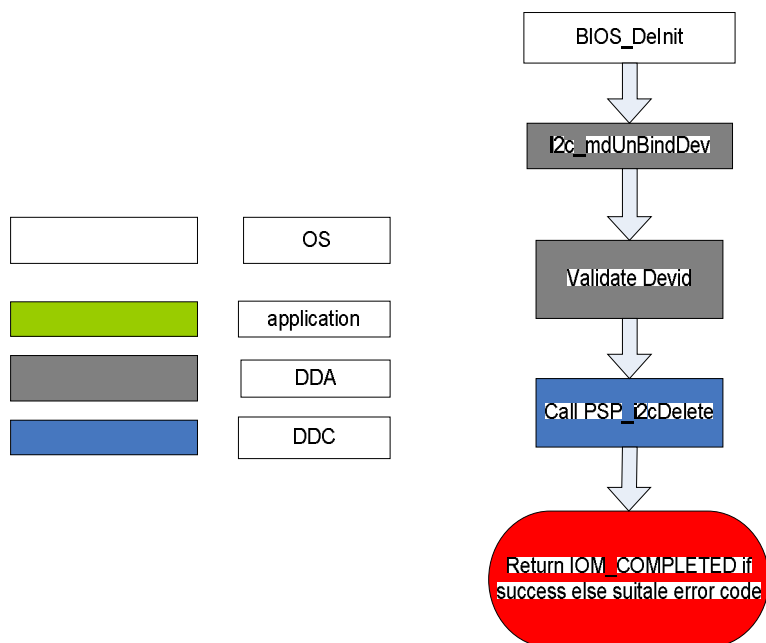 BIOS_DeInit
I2c_mdUnBindDev
Validate Devid
Call PSP_i2cDelete
Return IOM_COMPLETED if
success else suitale error code
OS
application
DDA
DDC